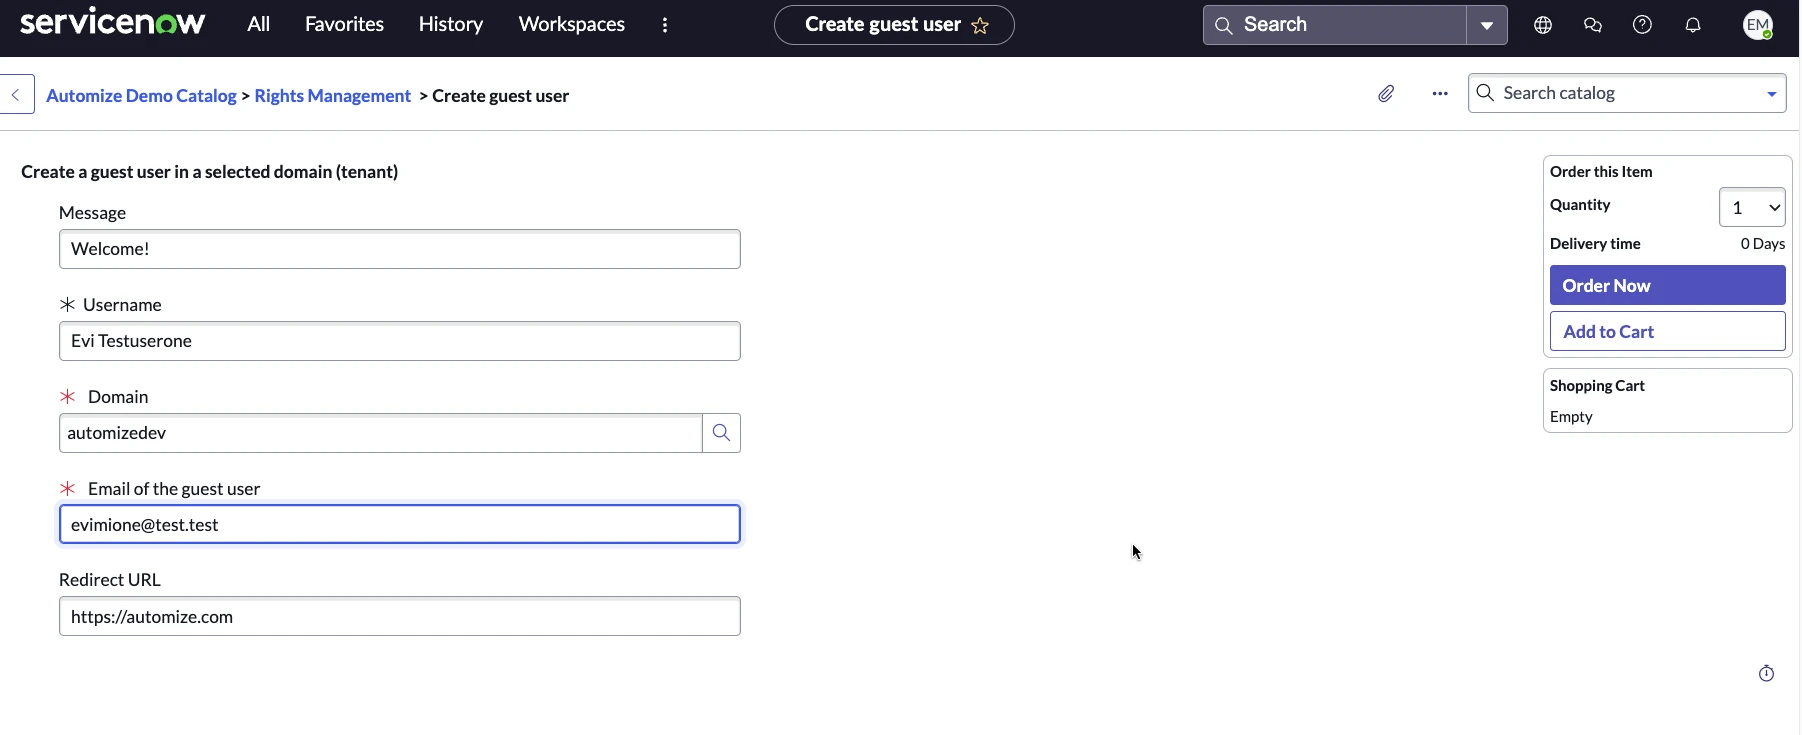 servicenow All Favorites History Workspaces Create guest user Search EM
Automize Demo Catalog > Rights Management > Create guest user Search catalog
Create a guest user in a selected domain (tenant)
Message
Welcome!
* Username
Evi Testuserone
* Domain
automizedev
* Email of the guest user
evimione@test.test
Redirect URL
https://automize.com
Order this Item
Quantity 1
Delivery time 0 Days
Order Now
Add to Cart
Shopping Cart
Empty